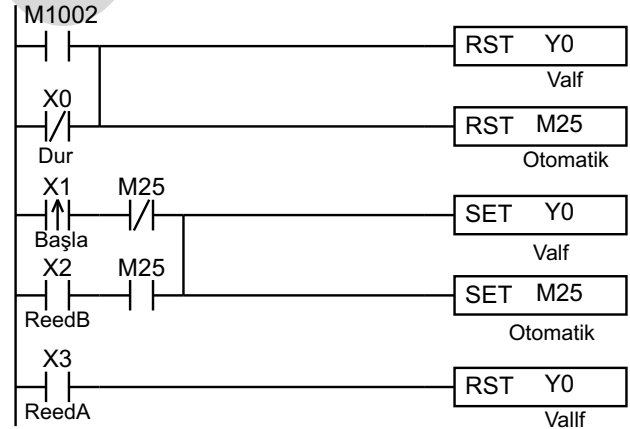 M1002
RST Y0
Valf
X0
RST M25
Dur
Otomatik
X1 M25
SET Y0
Başla
Valf
X2 M25
SET M25
ReedB
Otomatik
X3
RST Y0
ReedA
Vallf